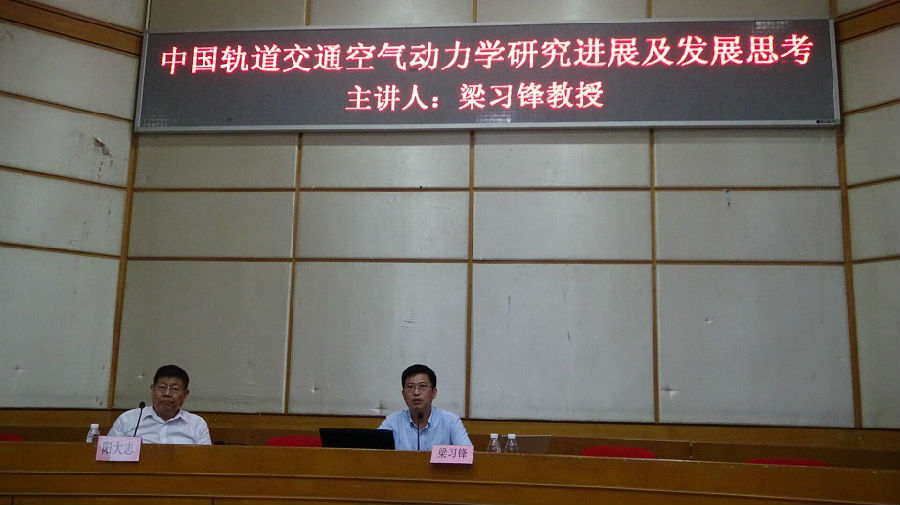 中国轨道交通空气动力学研究进展及发展思考
主讲人：梁习锋教授
阳大志
梁习锋